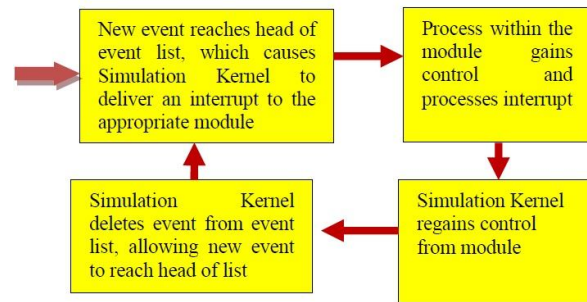 New event reaches head of
event list, which causes
Simulation Kernel to
deliver an interrupt to the
appropriate module
Process within the
module gains
control and
processes interrupt
Simulation Kernel
deletes event from event
list, allowing new event
to reach head of list
Simulation Kernel
regains control
from module